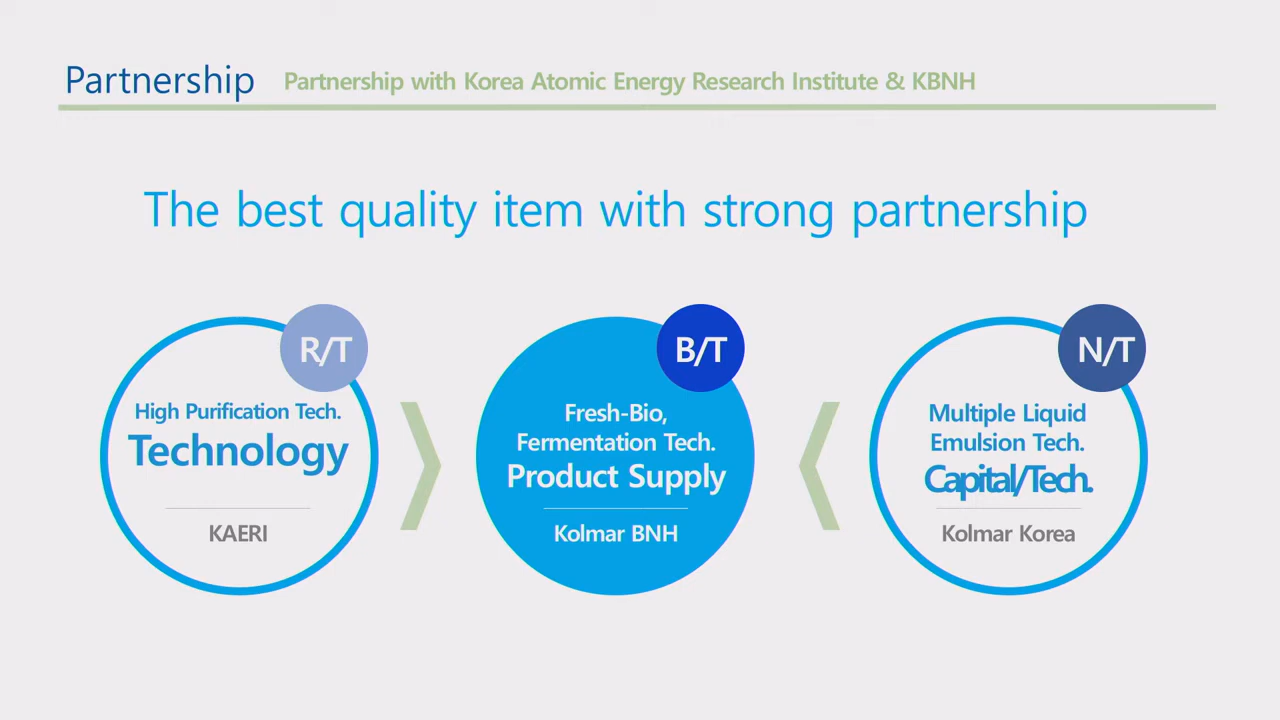 Partnership Partnership with Korea Atomic Energy Research Institute & KBNH
The best quality item with strong partnership
R/T
High Purification Tech.
Technology
KAERI
B/T
Fresh-Bio,
Fermentation Tech.
Product Supply
Kolmar BNH
N/T
Multiple Liquid
Emulsion Tech.
Capital/Tech.
Kolmar Korea